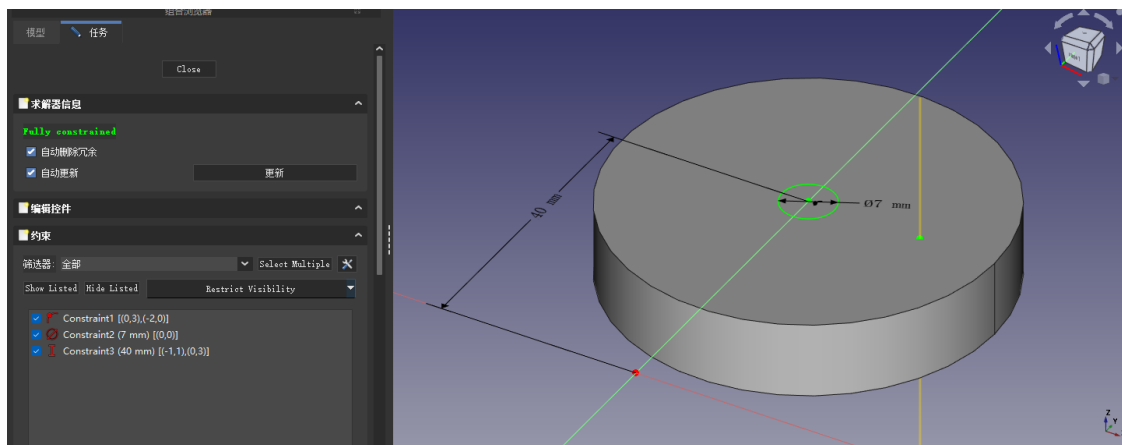 组合浏览器
模型
任务
Close
求解器信息
Fully constrained
自动删除冗余
自动更新
更新
编辑控件
约束
筛选器: 全部
Select Multiple
Show Listed Hide Listed
Restrict Visibility
Constraint1 [(0,3),(-2,0)]
Constraint2 (7 mm) [(0,0)]
Constraint3 (40 mm) [(-1,1),(0,3)]
40 mm
Ø7 mm
Z
Y